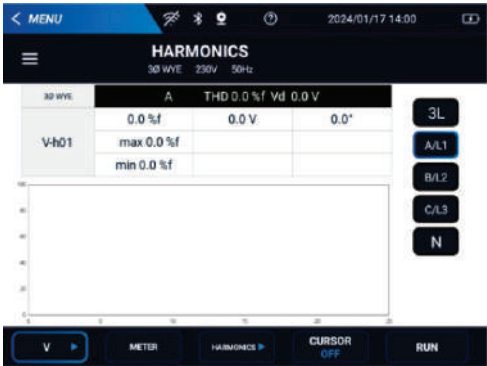 < MENU 2024/01/17 14:00
HARMONICS
3Ø WYE 230V 50Hz
3Ø WYE A THD 0.0 %f Vd 0.0 V
V-h01 0.0 %f 0.0 V 0.0°
max 0.0 %f
min 0.0 %f
3L
A/L1
B/L2
C/L3
N
V METER HARMONICS CURSOR OFF RUN